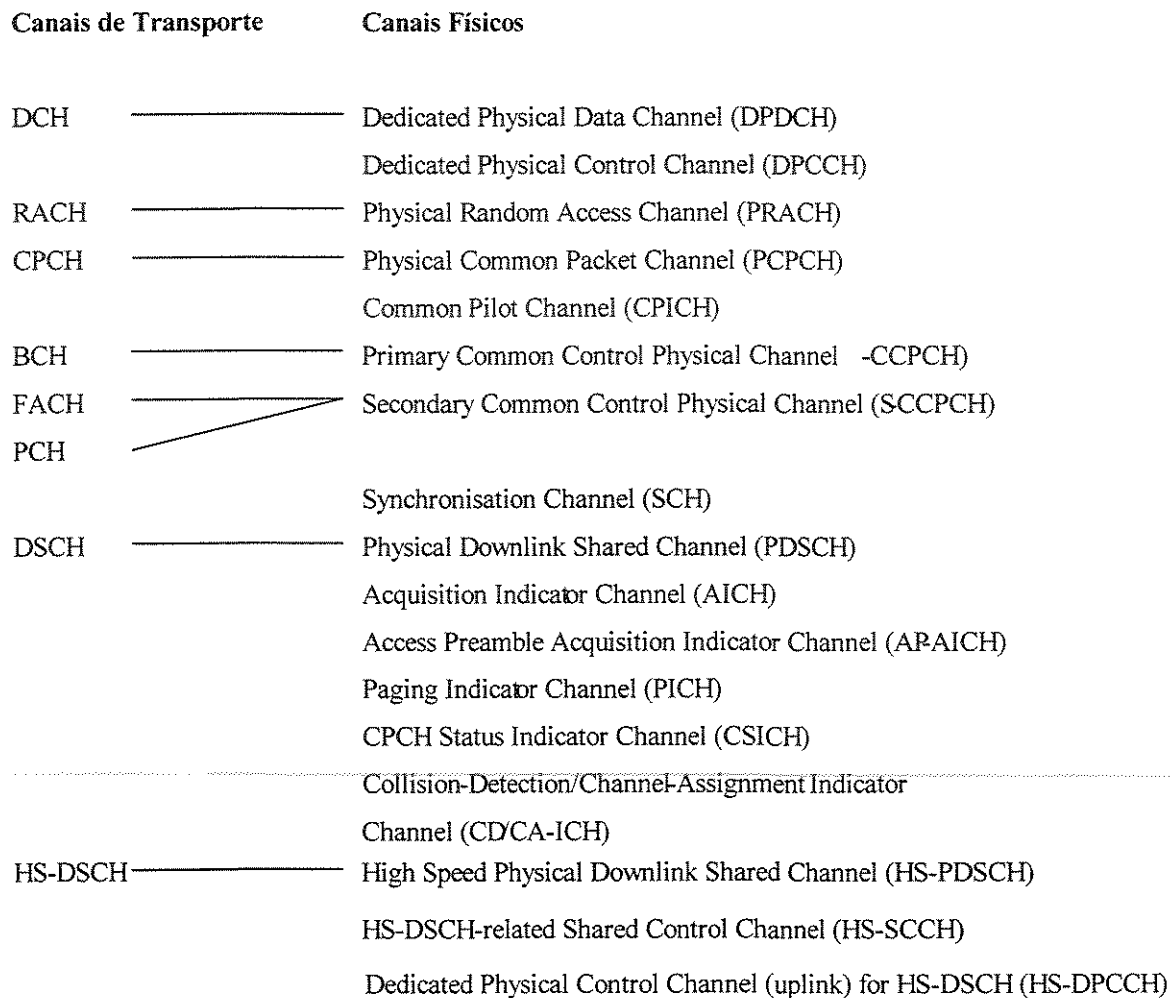 Canais de Transporte Canais Físicos
DCH Dedicated Physical Data Channel (DPDCH)
Dedicated Physical Control Channel (DPCCH)
RACH Physical Random Access Channel (PRACH)
CPCH Physical Common Packet Channel (PCPCH)
Common Pilot Channel (CPICH)
BCH Primary Common Control Physical Channel -CCPCH)
FACH Secondary Common Control Physical Channel (S-CCPCH)
PCH
Synchronisation Channel (SCH)
DSCH Physical Downlink Shared Channel (PDSCH)
Acquisition Indicator Channel (AICH)
Access Preamble Acquisition Indicator Channel (AP-AICH)
Paging Indicator Channel (PICH)
CPCH Status Indicator Channel (CSICH)
Collision-Detection/Channel-Assignment Indicator
Channel (CD/CA-ICH)
HS-DSCH High Speed Physical Downlink Shared Channel (HS-PDSCH)
HS-DSCH-related Shared Control Channel (HS-SCCH)
Dedicated Physical Control Channel (uplink) for HS-DSCH (HS-DPCCH)